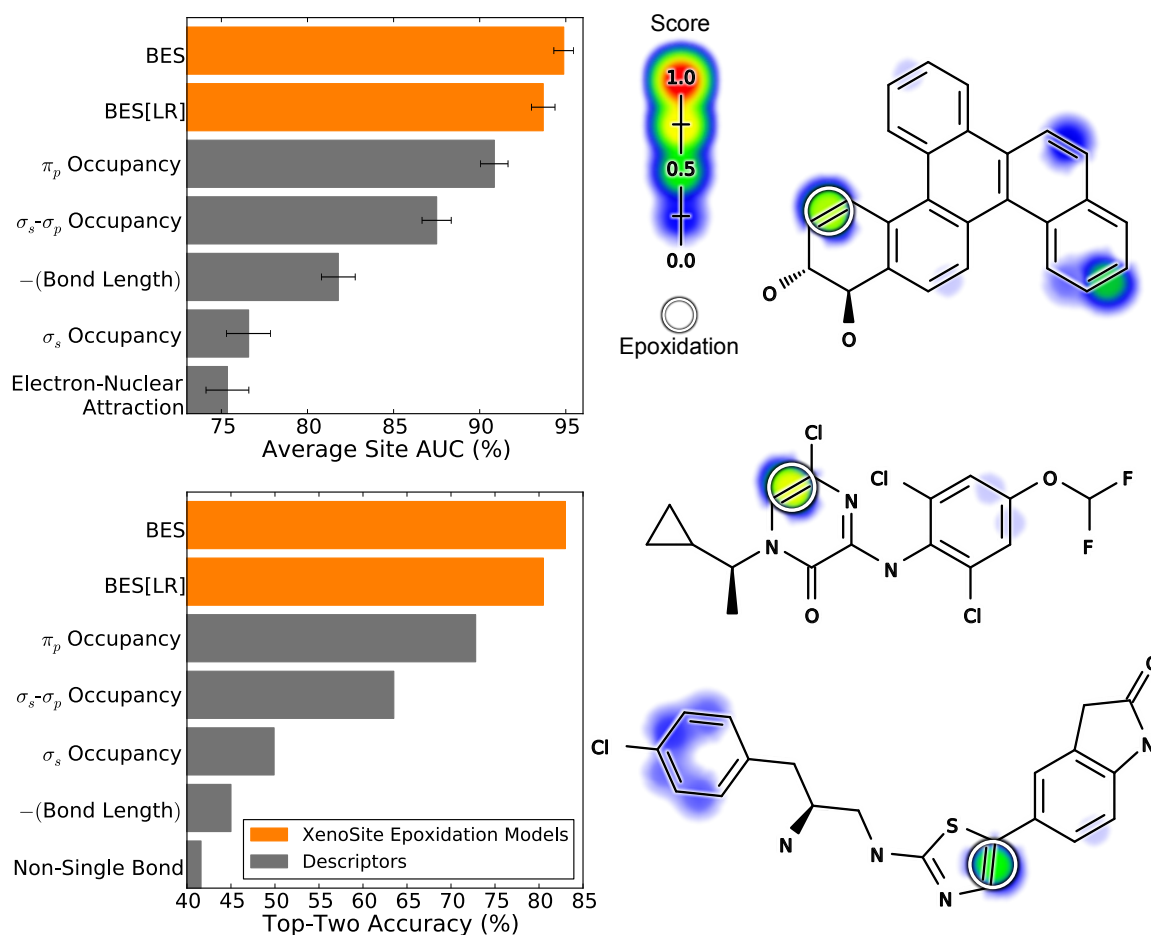 BES
BES[LR]
πp Occupancy
σs-σp Occupancy
−(Bond Length)
σs Occupancy
Electron-Nuclear
Attraction
75 80 85 90 95
Average Site AUC (%)
BES
BES[LR]
πp Occupancy
σs-σp Occupancy
σs Occupancy
−(Bond Length)
Non-Single Bond
XenoSite Epoxidation Models
Descriptors
40 45 50 55 60 65 70 75 80 85
Top-Two Accuracy (%)
Score
1.0
0.5
0.0
Epoxidation
O
O
Cl
Cl
O
F
N
F
N
N
Cl
O
O
Cl
N
S
N
N
N